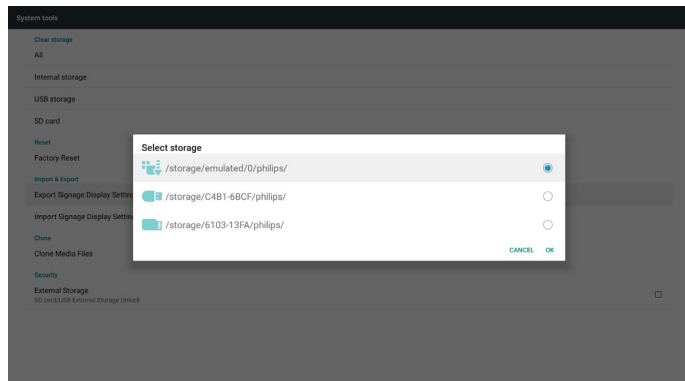 System tools
Clear storage
All
Internal storage
USB storage
SD card
Reset
Factory Reset
Import & Export
Export Signage Display Settin
Import Signage Display Settin
Clone
Clone Media Files
Security
External Storage
SD card/USB External Storage Unlock
Select storage
/storage/emulated/0/philips/
/storage/C4B1-6BCF/philips/
/storage/6103-13FA/philips/
CANCEL OK